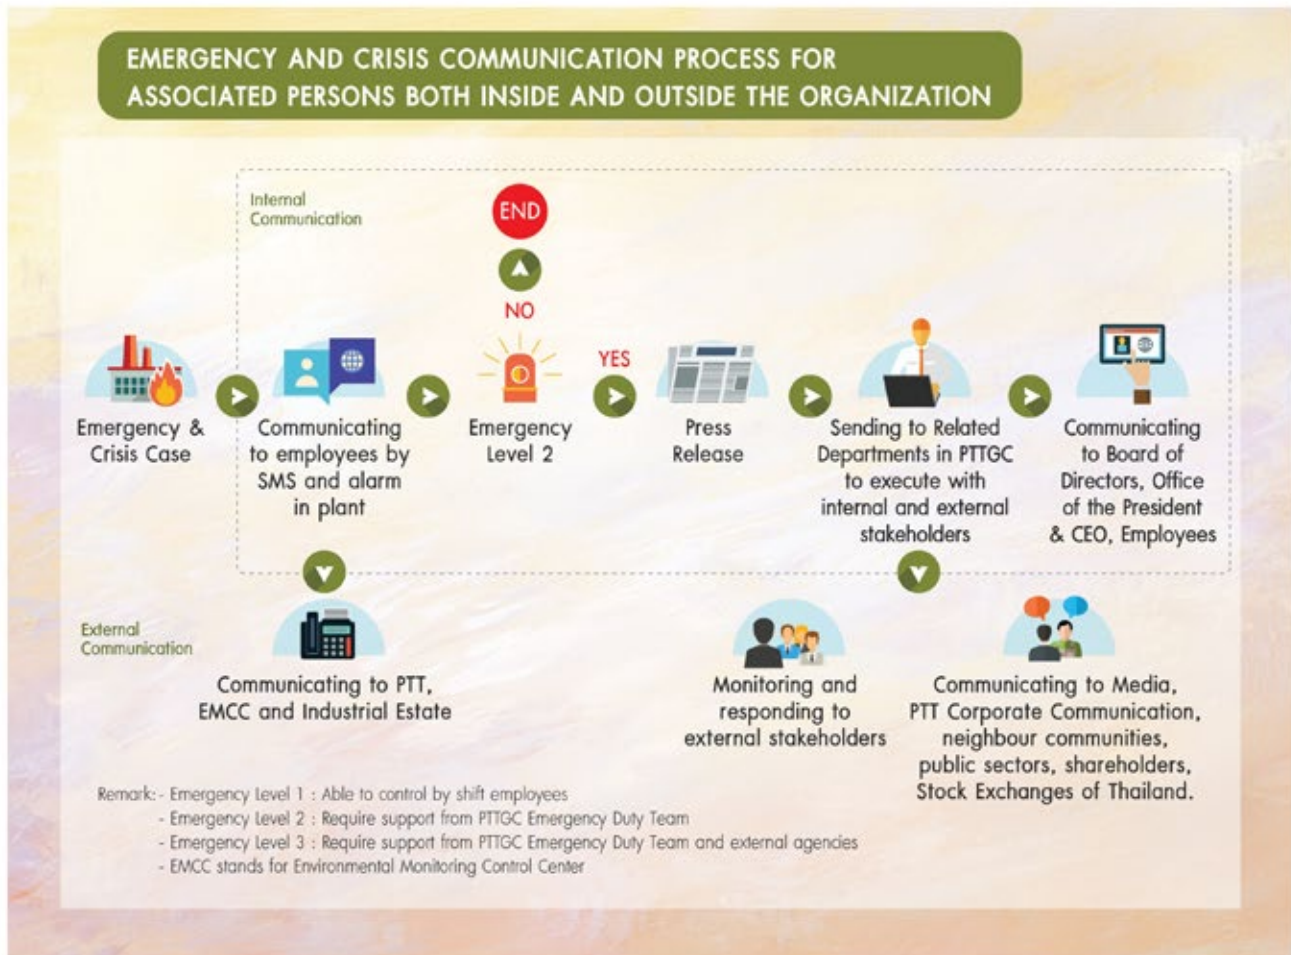 EMERGENCY AND CRISIS COMMUNICATION PROCESS FOR
ASSOCIATED PERSONS BOTH INSIDE AND OUTSIDE THE ORGANIZATION
Internal
Communication
END
NO
YES
Emergency &
Crisis Case
Communicating
to employees by
SMS and alarm
in plant
Emergency
Level 2
Press
Release
Sending to Related
Departments in PTTGC
to execute with
internal and external
stakeholders
Communicating
to Board of
Directors, Office
of the President
& CEO, Employees
External
Communication
Communicating to PTT,
EMCC and Industrial Estate
Monitoring and
responding to
external stakeholders
Communicating to Media,
PTT Corporate Communication,
neighbour communities,
public sectors, shareholders,
Stock Exchanges of Thailand.
Remark: - Emergency Level 1 : Able to control by shift employees
- Emergency Level 2 : Require support from PTTGC Emergency Duty Team
- Emergency Level 3 : Require support from PTTGC Emergency Duty Team and external agencies
- EMCC stands for Environmental Monitoring Control Center